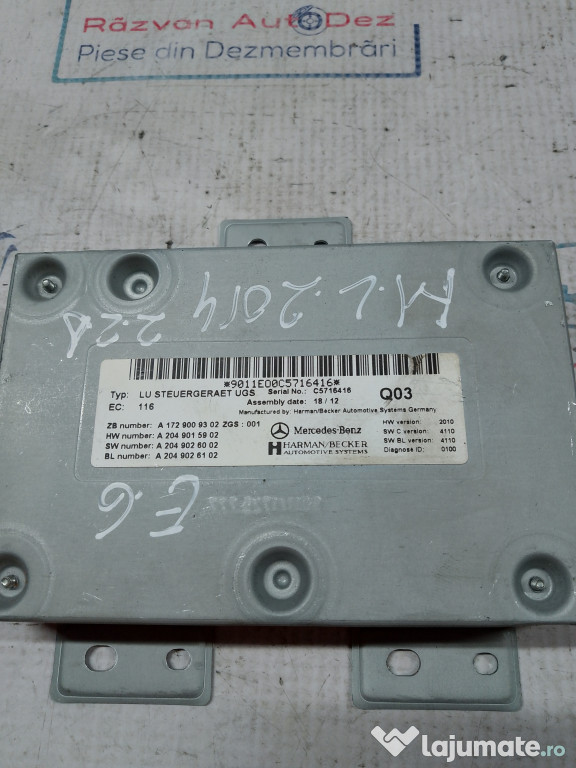 Răzvan AutoDez
Piese din Dezmembrări
M.L. 2014 2.2D
*9011E00C5716416*
Typ: LU STEUERGERAET UGS Serial No.: C5716416
EC: 116 Assembly date: 18 / 12 Q03
Manufactured by: Harman/Becker Automotive Systems Germany
ZB number: A 172 900 93 02 ZGS : 001
HW number: A 204 901 59 02
SW number: A 204 902 60 02
BL number: A 204 902 61 02
Mercedes-Benz
HARMAN/BECKER
AUTOMOTIVE SYSTEMS
HW version: 2010
SW C version: 4110
SW BL version: 4110
Diagnose ID: 0100
E.6
lajumate.ro